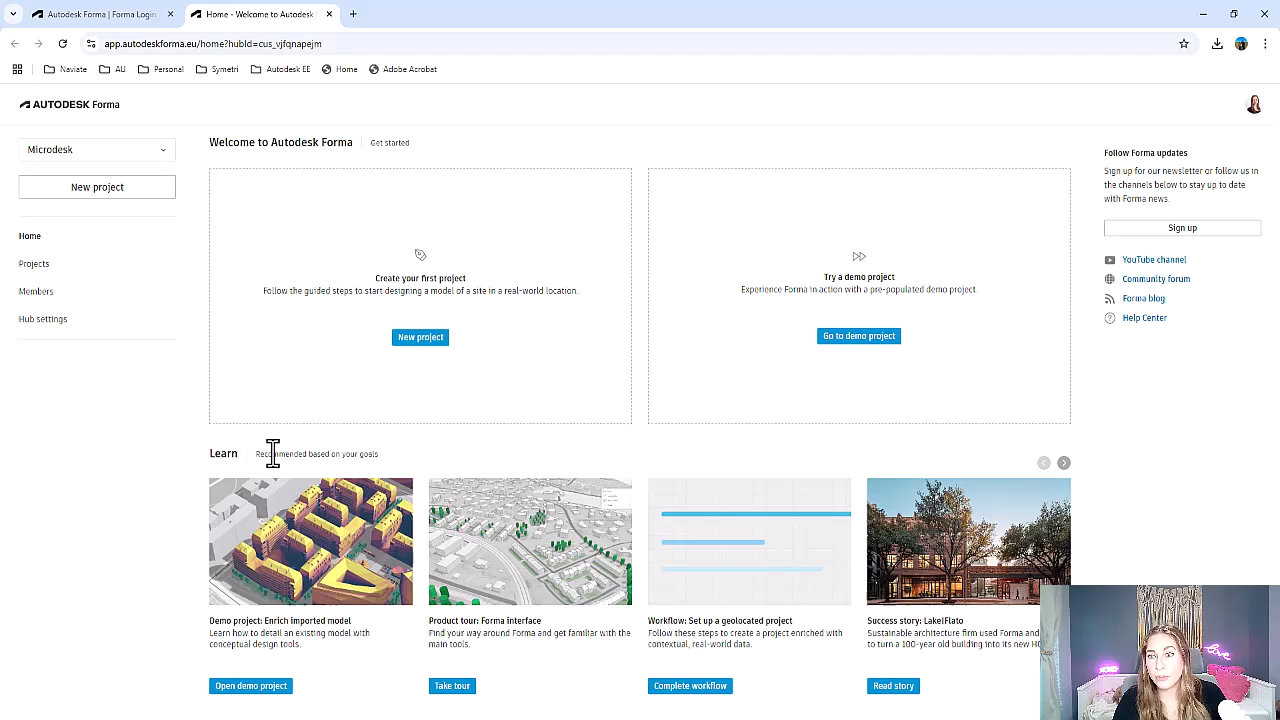 Autodesk Forma | Forma Login
Home - Welcome to Autodesk
app.autodeskforma.eu/home?hubId=cus_vjfqnapejm
Naviate
AU
Personal
Symetri
Autodesk EE
Home
Adobe Acrobat
AUTODESK Forma
Microdesk
New project
Home
Projects
Members
Hub settings
Welcome to Autodesk Forma
Get started
Create your first project
Follow the guided steps to start designing a model of a site in a real-world location.
New project
Try a demo project
Experience Forma in action with a pre-populated demo project.
Go to demo project
Follow Forma updates
Sign up for our newsletter or follow us in
the channels below to stay up to date
with Forma news.
Sign up
YouTube channel
Community forum
Forma blog
Help Center
Learn
Recommended based on your goals
Demo project: Enrich imported model
Learn how to detail an existing model with
conceptual design tools.
Open demo project
Product tour: Forma interface
Find your way around Forma and get familiar with the
main tools.
Take tour
Workflow: Set up a geolocated project
Follow these steps to create a project enriched with
contextual, real-world data.
Complete workflow
Success story: Lake|Flato
Sustainable architecture firm used Forma and
to turn a 100-year old building into its new
Read story